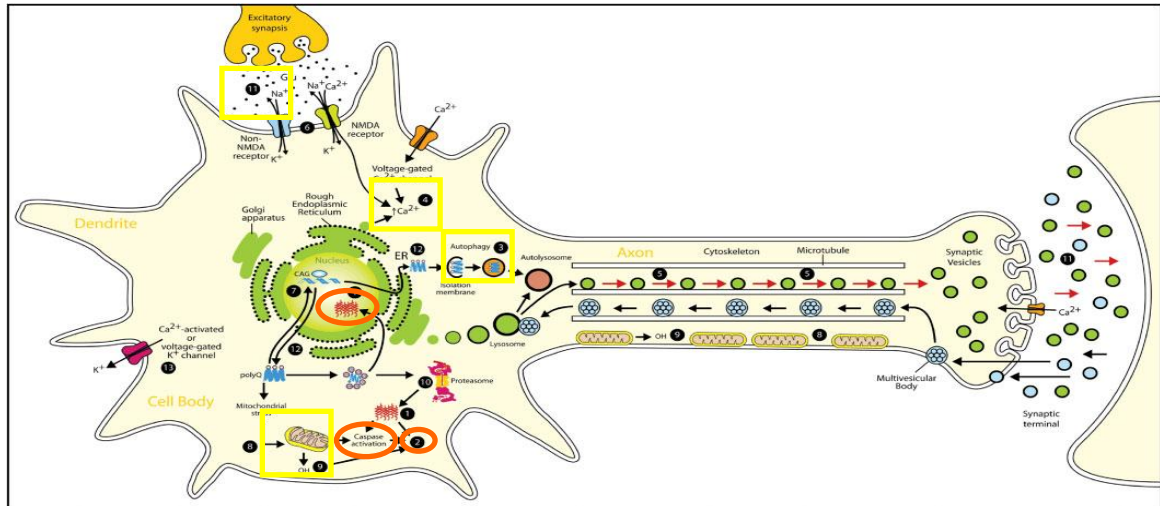 Excitatory
synapsis
Glu
11
Na+
Na+Ca2+
Ca2+
6
NMDA
receptor
Non-
NMDA
receptor
K+
K+
Voltage-gated
Ca2+ channel
4
↑Ca2+
Dendrite
Golgi
apparatus
Rough
Endoplasmic
Reticulum
Nucleus
CAG
7
ER
12
Autophagy
3
Isolation
membrane
Autolysosome
Lysosome
Axon
Cytoskeleton
Microtubule
5
5
OH
9
8
Synaptic
Vesicles
11
Ca2+
Multivesicular
Body
Synaptic
terminal
Ca2+-activated
or
voltage-gated
K+ channel
13
K+
12
polyQ
10
Proteasome
Cell Body
Mitochondrial
1
8
Caspase
activation
2
OH
9